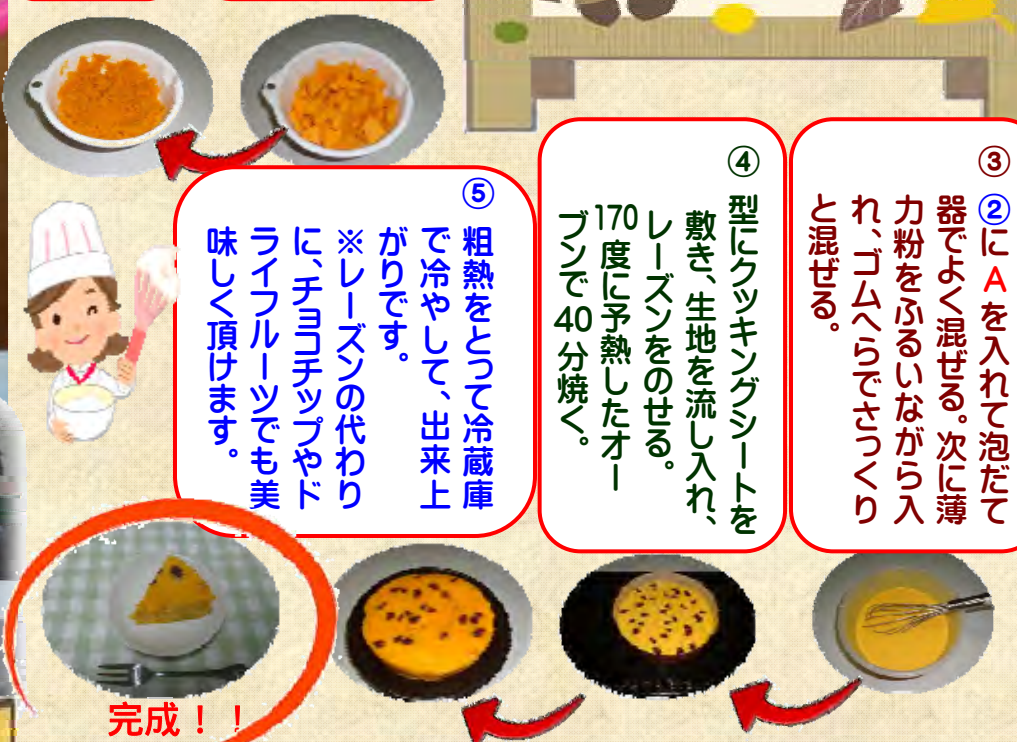 ③ ②に A を入れて泡だて
器でよく混ぜる。次に薄
力粉をふるいながら入
れ、ゴムへらでさっくり
と混ぜる。
④ 型にクッキングシートを
敷き、生地を流し入れ、
レーズンをのせる。
170度に予熱したオー
ブンで40分焼く。
⑤ 粗熱をとって冷蔵庫
で冷やして、出来上
がりです。
※レーズンの代わり
に、チョコチップやド
ライフルーツでも美
味しく頂けます。
完成！！